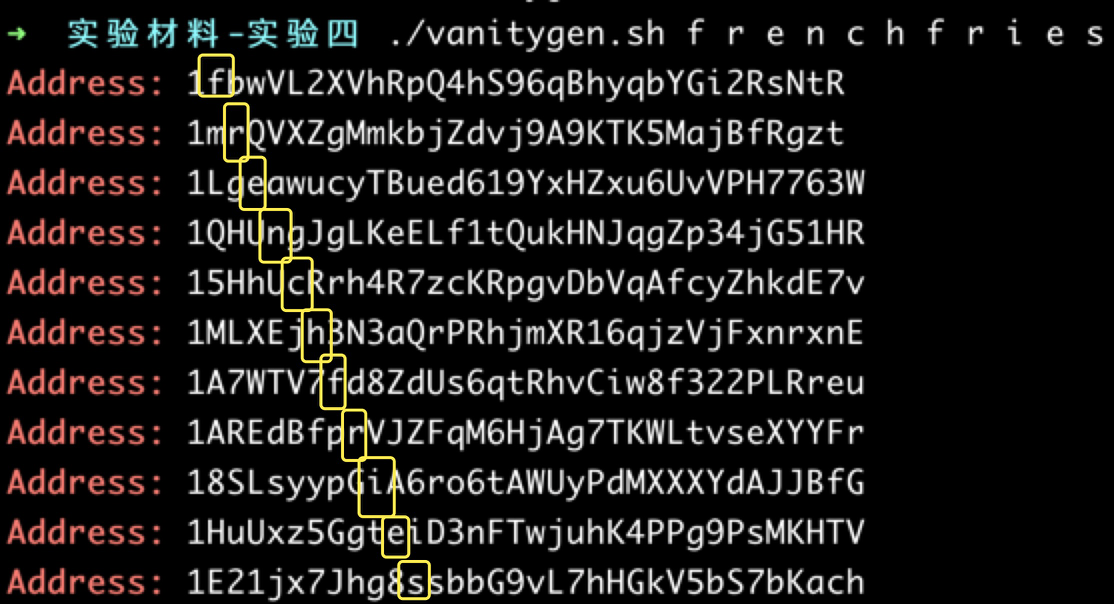 → 实验材料-实验四 ./vanitygen.sh f r e n c h f r i e s
Address: 1fbwVL2XVhRpQ4hS96qBhyqbYGi2RsNtR
Address: 1mrQVXZgMmkbjZdvj9A9KTK5MajBfRgzt
Address: 1LgeawucyTBued619YxHZxu6UvVPH7763W
Address: 1QHUngJgLKeELf1tQukHNJqgZp34jG51HR
Address: 15HhUcRrh4R7zcKRpgvDbVqAfcyZhkdE7v
Address: 1MLXEjhBN3aQrPRhjmXR16qjzVjFxnrxnE
Address: 1A7WTV7fd8ZdUs6qtRhvCiw8f322PLRreu
Address: 1AREdBfprVJZFqM6HjAg7TKWLtvseXYYFr
Address: 18SLsyypGiA6ro6tAWUyPdMXXXYdAJJBfG
Address: 1HuUxz5GgteiD3nFTwjuhK4PPg9PsMKHTV
Address: 1E21jx7Jhg8ssbbG9vL7hHGkV5bS7bKach